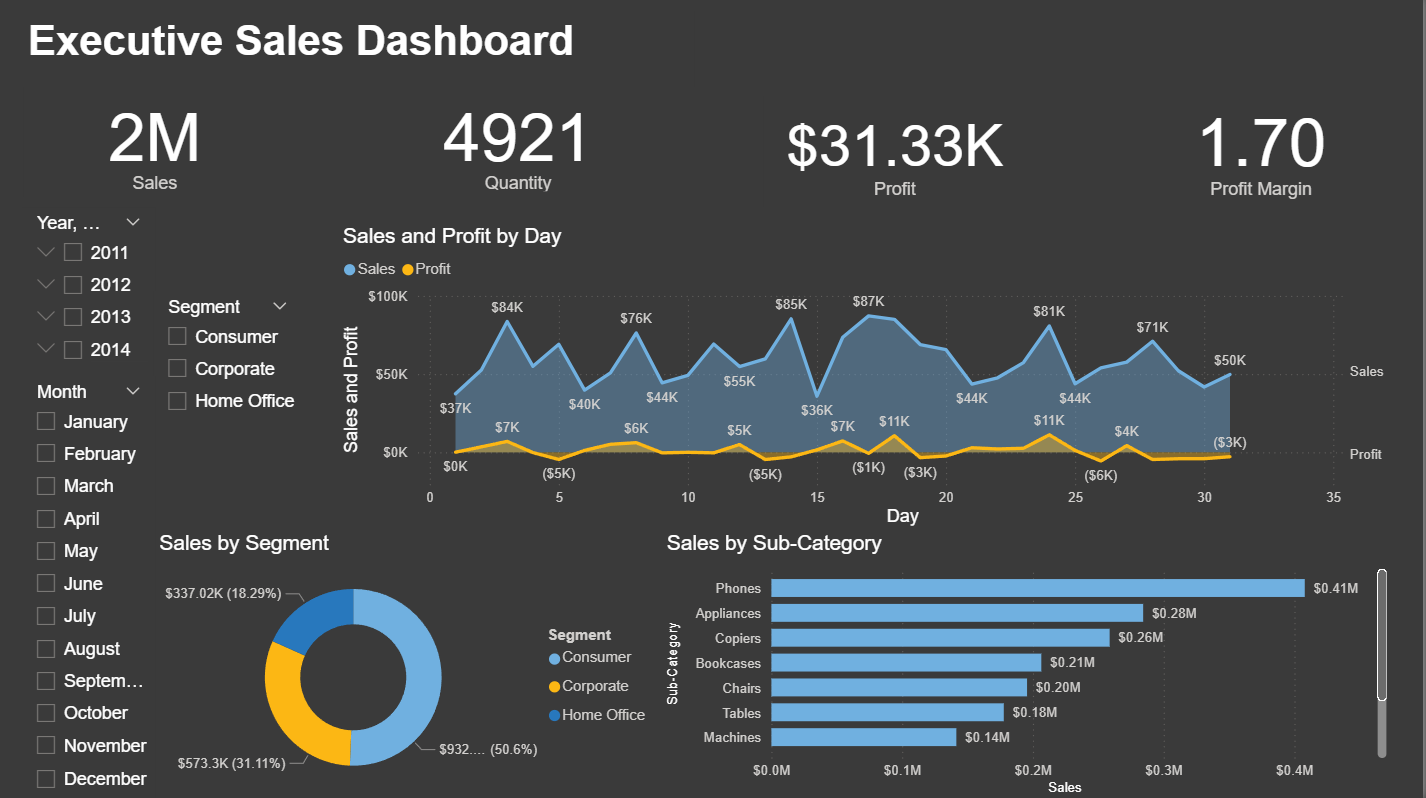 Executive Sales Dashboard
2M
Sales
4921
Quantity
$31.33K
Profit
1.70
Profit Margin
Year, ...
2011
2012
2013
2014
Month
January
February
March
April
May
June
July
August
Septem...
October
November
December
Segment
Consumer
Corporate
Home Office
Sales and Profit by Day
Sales Profit
Sales and Profit
$100K
$50K
$0K
$84K
$76K
$85K
$87K
$81K
$71K
$50K
$37K
$40K
$44K
$55K
$36K
$44K
$44K
$0K
$7K
($5K)
$6K
$5K
($5K)
$7K
($1K)
$11K
($3K)
$11K
($6K)
$4K
($3K)
Sales
Profit
0 5 10 15 20 25 30 35
Day
Sales by Segment
$337.02K (18.29%)
$573.3K (31.11%)
$932.... (50.6%)
Segment
Consumer
Corporate
Home Office
Sales by Sub-Category
Sub-Category
Phones $0.41M
Appliances $0.28M
Copiers $0.26M
Bookcases $0.21M
Chairs $0.20M
Tables $0.18M
Machines $0.14M
$0.0M $0.1M $0.2M $0.3M $0.4M
Sales